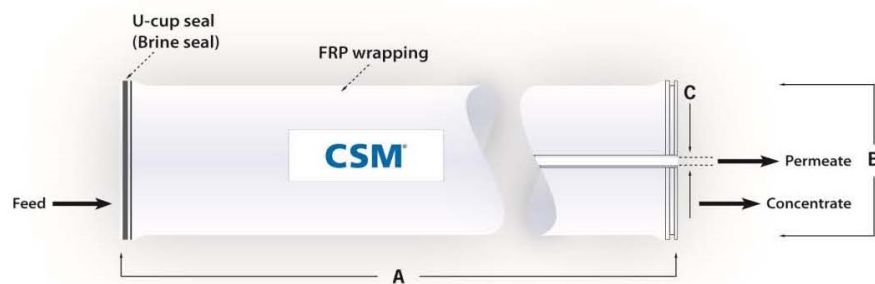 U-cup seal
(Brine seal)
FRP wrapping
C
CSM
Permeate
B
Feed
Concentrate
A